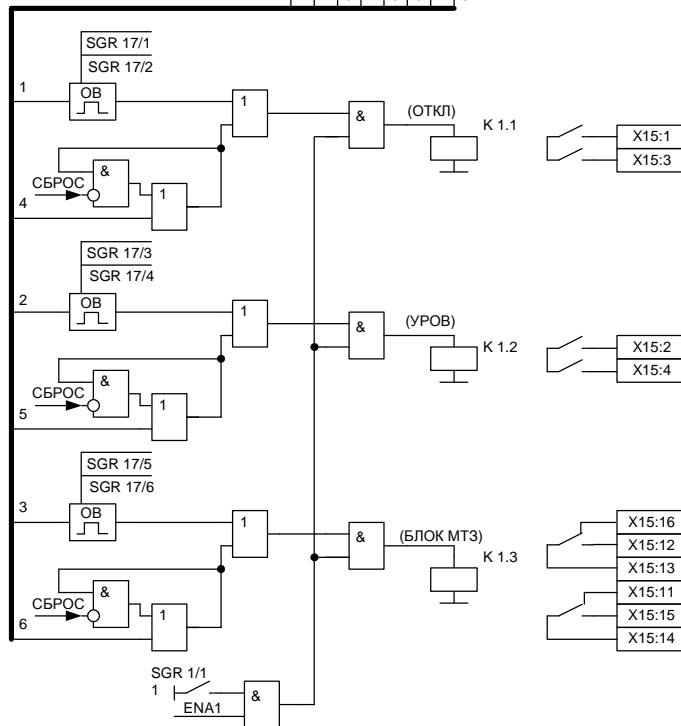 SGR 17/1
SGR 17/2
1
ОВ
1
&
(ОТКЛ)
К 1.1
X15:1
X15:3
&
СБРОС
1
4
SGR 17/3
SGR 17/4
2
ОВ
1
&
(УРОВ)
К 1.2
X15:2
X15:4
&
СБРОС
1
5
SGR 17/5
SGR 17/6
3
ОВ
1
&
(БЛОК МТЗ)
К 1.3
X15:16
X15:12
X15:13
X15:11
X15:15
X15:14
&
СБРОС
1
6
SGR 1/1
1
&
ENA1